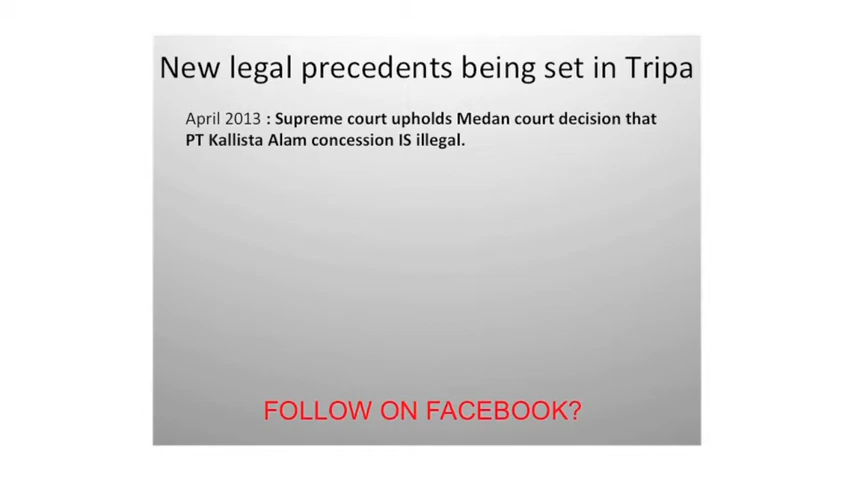 New legal precedents being set in Tripa
April 2013 : Supreme court upholds Medan court decision that
PT Kallista Alam concession IS illegal.
FOLLOW ON FACEBOOK?